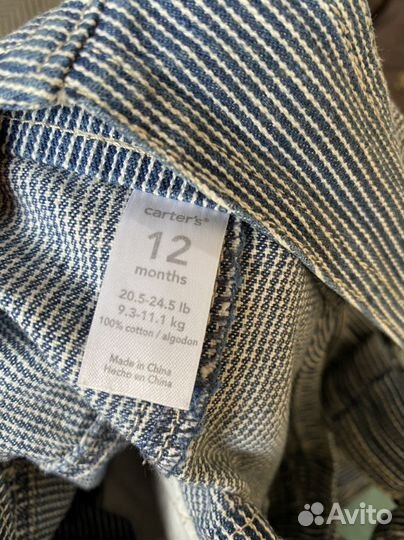 carter's®
12
months
20.5-24.5 lb
9.3-11.1 kg
100% cotton / algodon
Made in China
Hecho en China
Avito